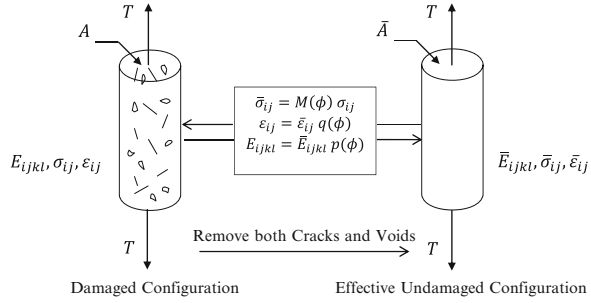 T
T
A
Ā
σ̄ᵢⱼ = M(ϕ) σᵢⱼ
εᵢⱼ = ε̄ᵢⱼ q(ϕ)
Eᵢⱼₖₗ = Ēᵢⱼₖₗ p(ϕ)
Eᵢⱼₖₗ, σᵢⱼ, εᵢⱼ
Ēᵢⱼₖₗ, σ̄ᵢⱼ, ε̄ᵢⱼ
T
Remove both Cracks and Voids
T
Damaged Configuration
Effective Undamaged Configuration